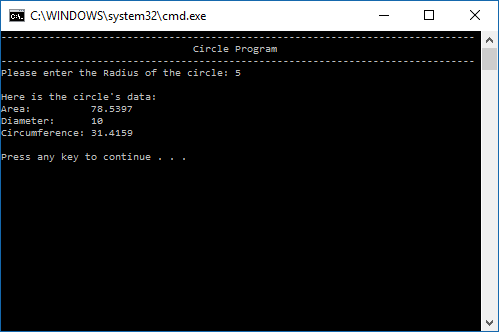 C:\WINDOWS\system32\cmd.exe
-------------------------------------------------------------------------------
Circle Program
-------------------------------------------------------------------------------
Please enter the Radius of the circle: 5
Here is the circle's data:
Area:          78.5397
Diameter:      10
Circumference: 31.4159
Press any key to continue . . .